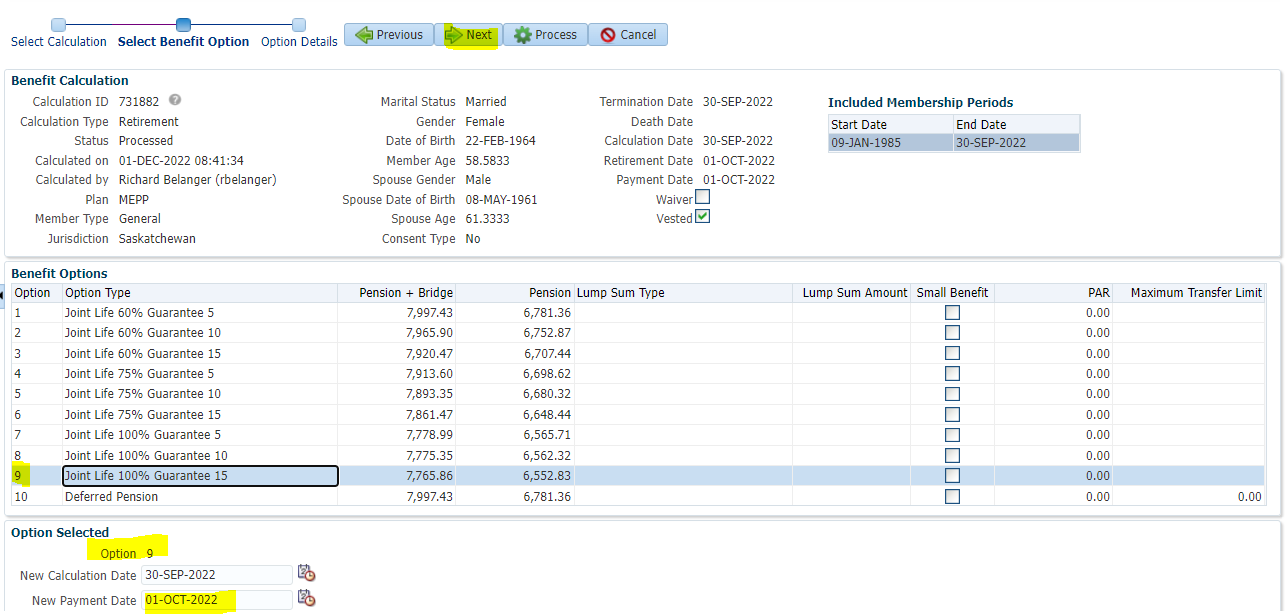 Select Calculation Select Benefit Option Option Details Previous Next Process Cancel
Benefit Calculation
Calculation ID 731882 Marital Status Married Termination Date 30-SEP-2022 Included Membership Periods
Calculation Type Retirement Gender Female Death Date Start Date End Date
Status Processed Date of Birth 22-FEB-1964 Calculation Date 30-SEP-2022 09-JAN-1985 30-SEP-2022
Calculated on 01-DEC-2022 08:41:34 Member Age 58.5833 Retirement Date 01-OCT-2022
Calculated by Richard Belanger (rbelanger) Spouse Gender Male Payment Date 01-OCT-2022
Plan MEPP Spouse Date of Birth 08-MAY-1961 Waiver
Member Type General Spouse Age 61.3333 Vested
Jurisdiction Saskatchewan Consent Type No
Benefit Options
Option Option Type Pension + Bridge Pension Lump Sum Type Lump Sum Amount Small Benefit PAR Maximum Transfer Limit
1 Joint Life 60% Guarantee 5 7,997.43 6,781.36 0.00
2 Joint Life 60% Guarantee 10 7,965.90 6,752.87 0.00
3 Joint Life 60% Guarantee 15 7,920.47 6,707.44 0.00
4 Joint Life 75% Guarantee 5 7,913.60 6,698.62 0.00
5 Joint Life 75% Guarantee 10 7,893.35 6,680.32 0.00
6 Joint Life 75% Guarantee 15 7,861.47 6,648.44 0.00
7 Joint Life 100% Guarantee 5 7,778.99 6,565.71 0.00
8 Joint Life 100% Guarantee 10 7,775.35 6,562.32 0.00
9 Joint Life 100% Guarantee 15 7,765.86 6,552.83 0.00
10 Deferred Pension 7,997.43 6,781.36 0.00 0.00
Option Selected
Option 9
New Calculation Date 30-SEP-2022
New Payment Date 01-OCT-2022